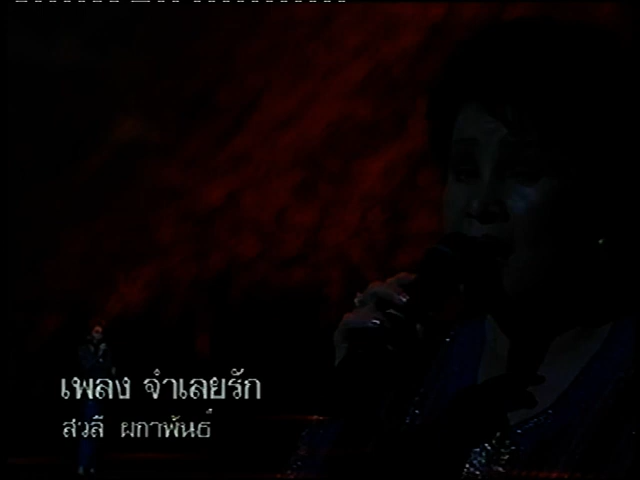 เพลง จำเลยรัก
สวลี ผกาพันธ์